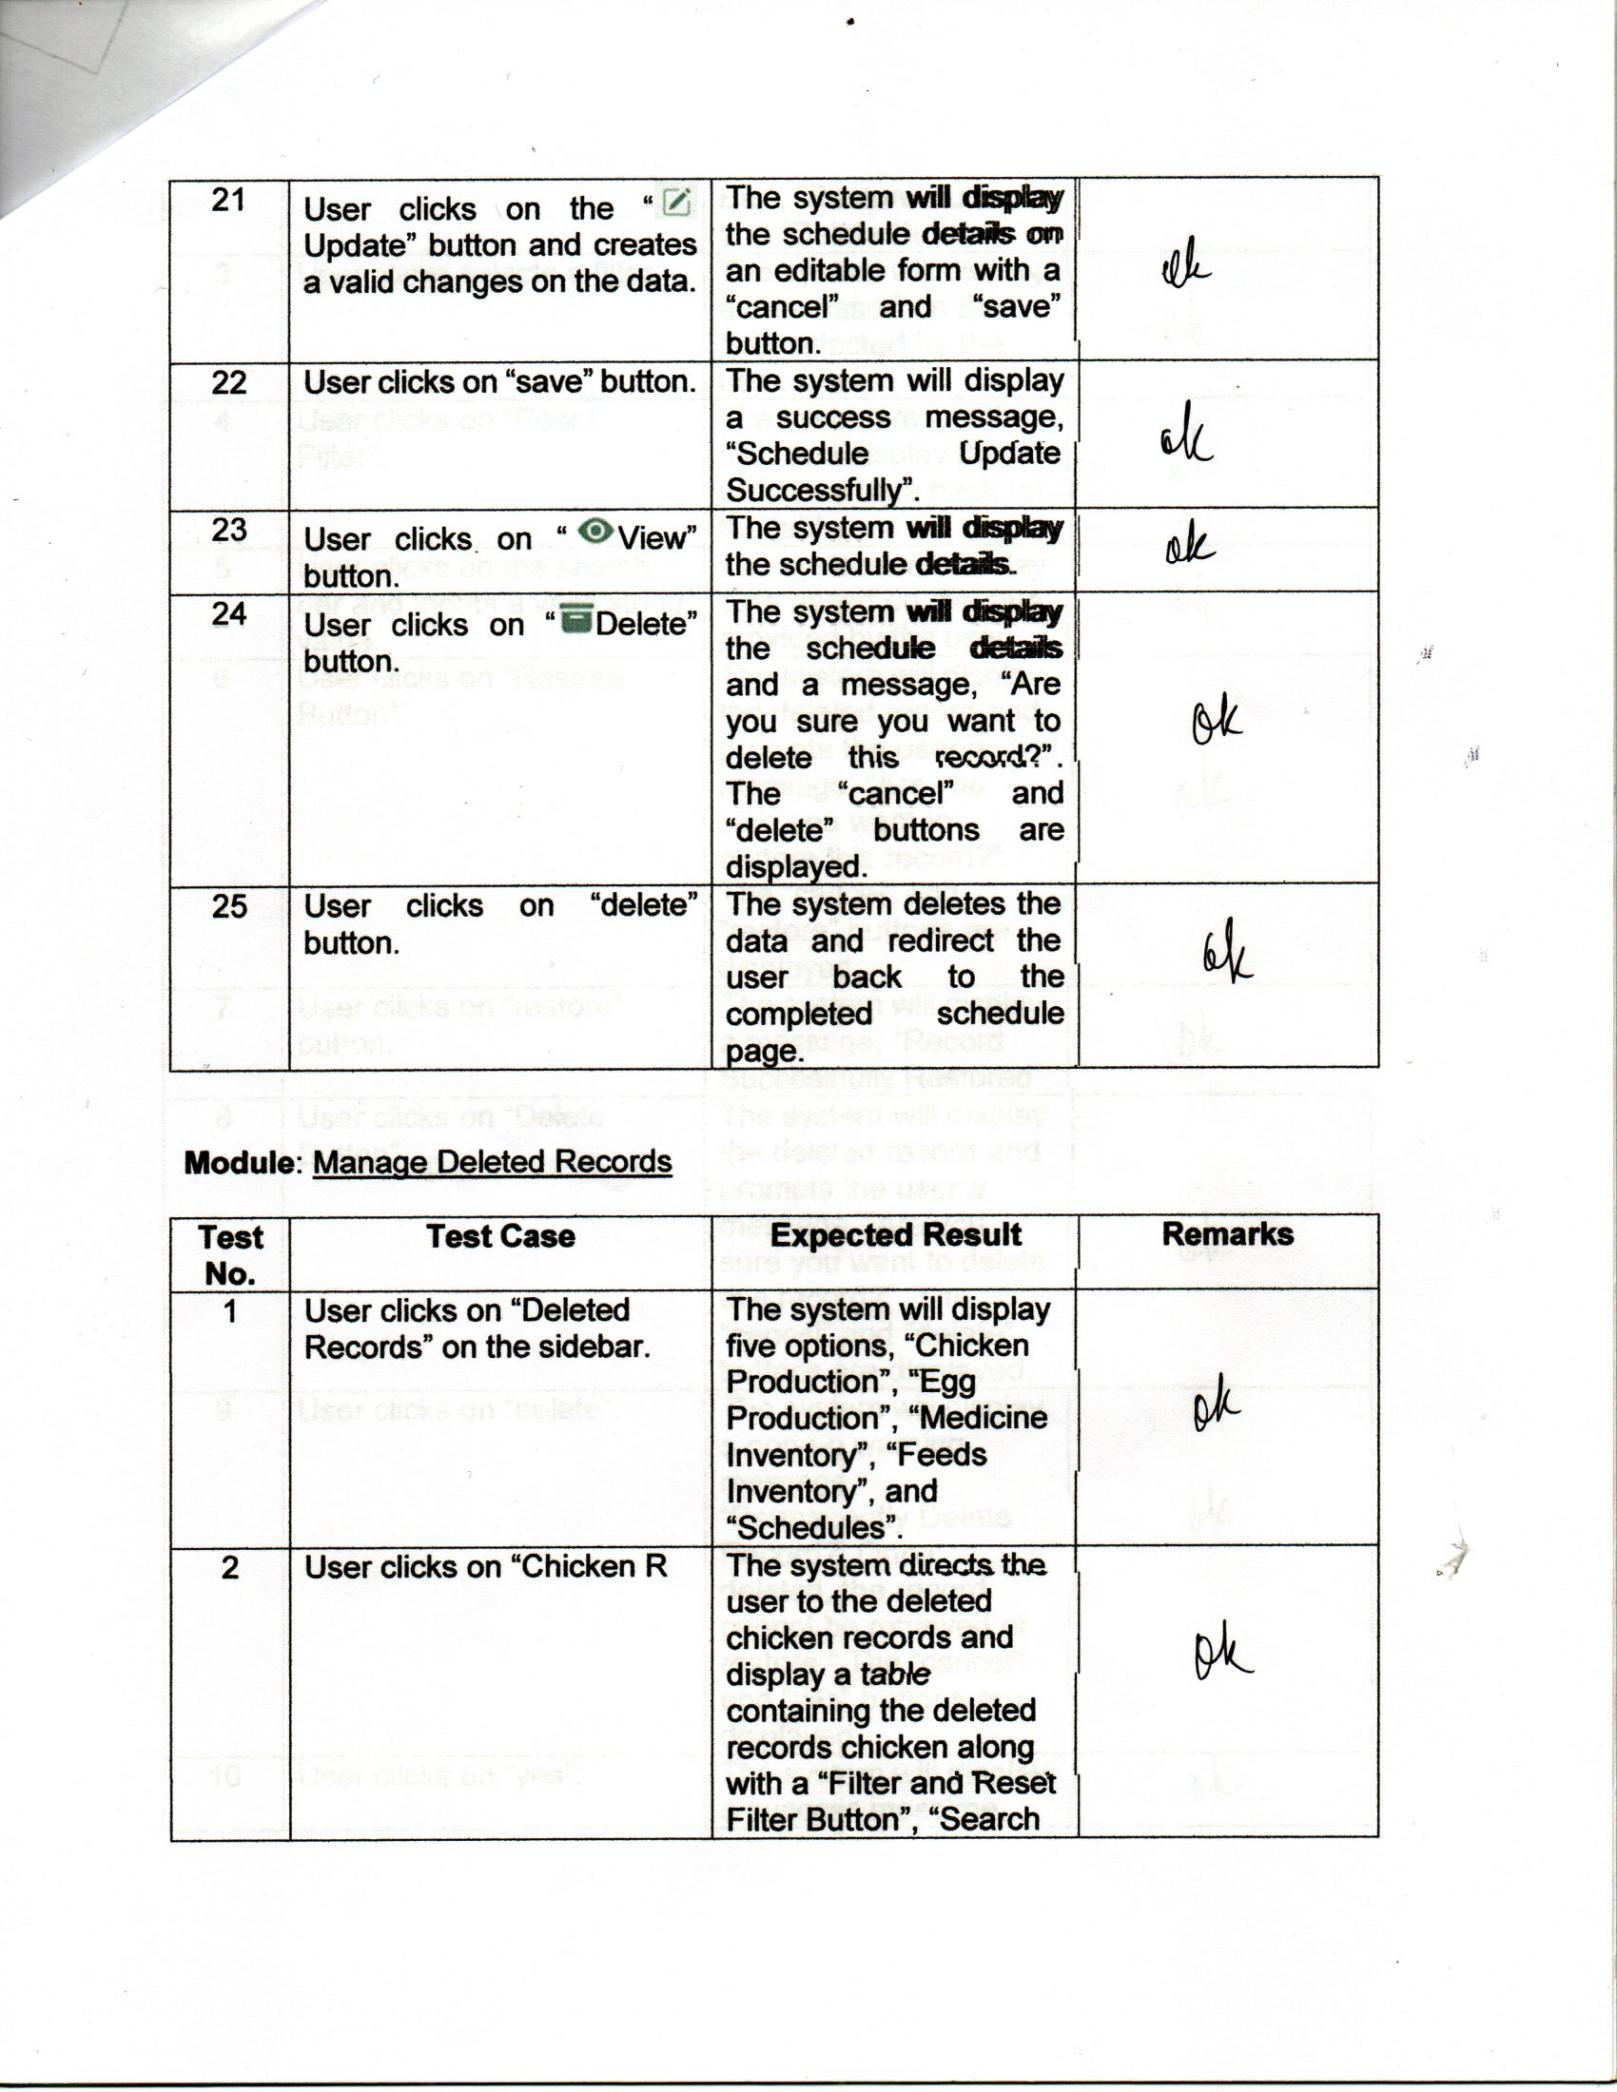 21
User clicks on the “
Update” button and creates
a valid changes on the data.
The system will display
the schedule details on
an editable form with a
“cancel” and “save”
button.
ok
22
User clicks on “save” button.
The system will display
a success message,
“Schedule Update
Successfully”.
ok
23
User clicks on “ View”
button.
The system will display
the schedule details.
ok
24
User clicks on “ Delete”
button.
The system will display
the schedule details
and a message, “Are
you sure you want to
delete this record?”.
The “cancel” and
“delete” buttons are
displayed.
ok
25
User clicks on “delete”
button.
The system deletes the
data and redirect the
user back to the
completed schedule
page.
ok
Module: Manage Deleted Records
Test
No.
Test Case
Expected Result
Remarks
1
User clicks on “Deleted
Records” on the sidebar.
The system will display
five options, “Chicken
Production”, “Egg
Production”, “Medicine
Inventory”, “Feeds
Inventory”, and
“Schedules”.
ok
2
User clicks on “Chicken R
The system directs the
user to the deleted
chicken records and
display a table
containing the deleted
records chicken along
with a “Filter and Reset
Filter Button”, “Search
ok